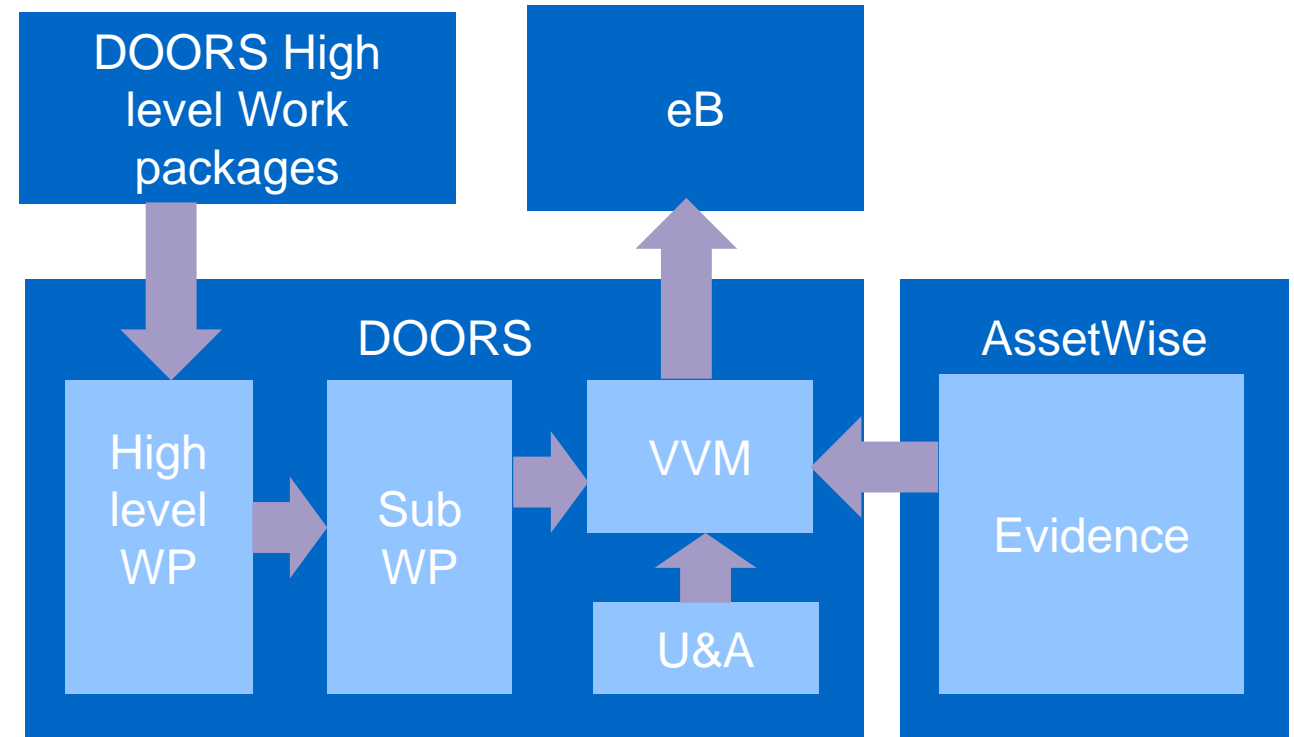 DOORS High
level Work
packages
eB
DOORS
AssetWise
High
level
WP
Sub
WP
VVM
U&A
Evidence